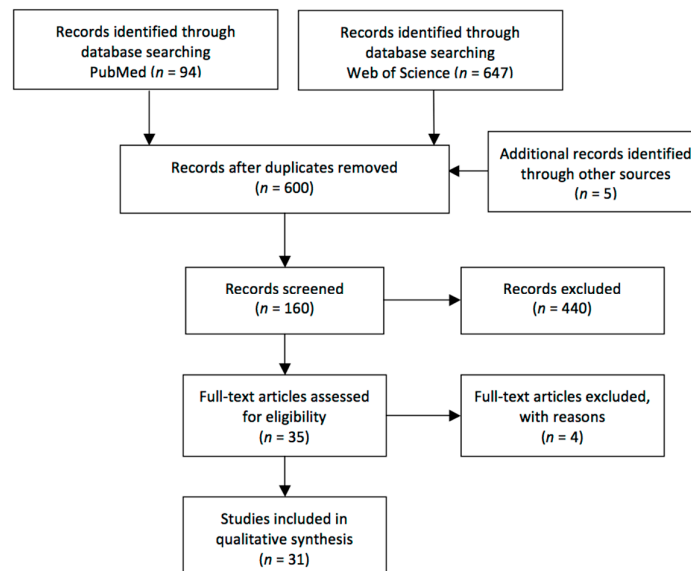 Records identified through
database searching
PubMed (n = 94)
Records identified through
database searching
Web of Science (n = 647)
Records after duplicates removed
(n = 600)
Additional records identified
through other sources
(n = 5)
Records screened
(n = 160)
Records excluded
(n = 440)
Full-text articles assessed
for eligibility
(n = 35)
Full-text articles excluded,
with reasons
(n = 4)
Studies included in
qualitative synthesis
(n = 31)